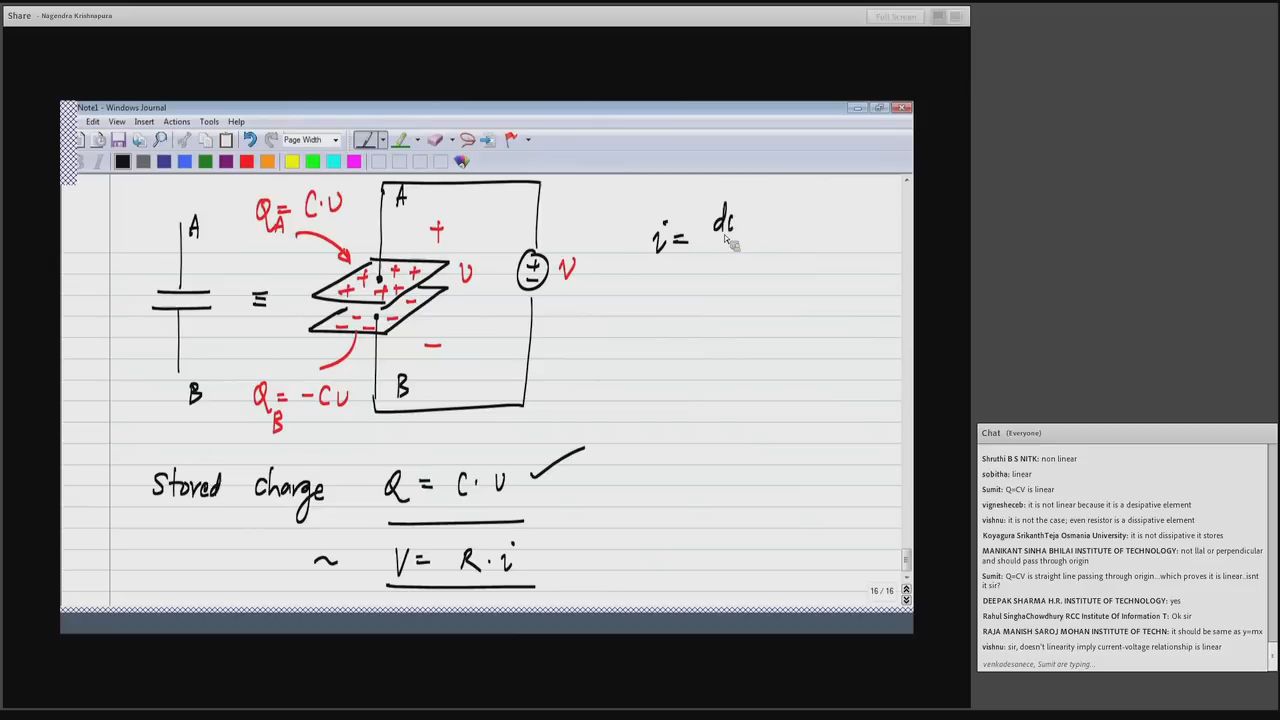 Share - Nagendra Krishnapura
Full Screen
Note1 - Windows Journal
Edit View Insert Actions Tools Help
Page Width
A
Q_A = C·v
A
+
i = dq
+ + + + + + +
v
+ -
v
≡
- - - - -
-
B
Q_B = -Cv
B
Stored charge Q = C·v ✓
~ V = R·i
16 / 16
Chat (Everyone)
Shruthi B S NITK: non linear
sobitha: linear
Sumit: Q=CV is linear
vignesheceb: it is not linear because it is a desipative element
vishnu: it is not the case; even resistor is a dissipative element
Koyagura SrikanthTeja Osmania University: it is not dissipative it stores
MANIKANT SINHA BHILAI INSTITUTE OF TECHNOLOGY: not llal or perpendicular
and should pass through origin
Sumit: Q=CV is straight line passing through origin...which proves it is linear..isnt
it sir?
DEEPAK SHARMA H.R. INSTITUTE OF TECHNOLOGY: yes
Rahul SinghaChowdhury RCC Institute Of Information T: Ok sir
RAJA MANISH SAROJ MOHAN INSTITUTE OF TECHN: it should be same as y=mx
vishnu: sir, doesn't linearity imply current-voltage relationship is linear
venkadesanece, Sumit are typing...